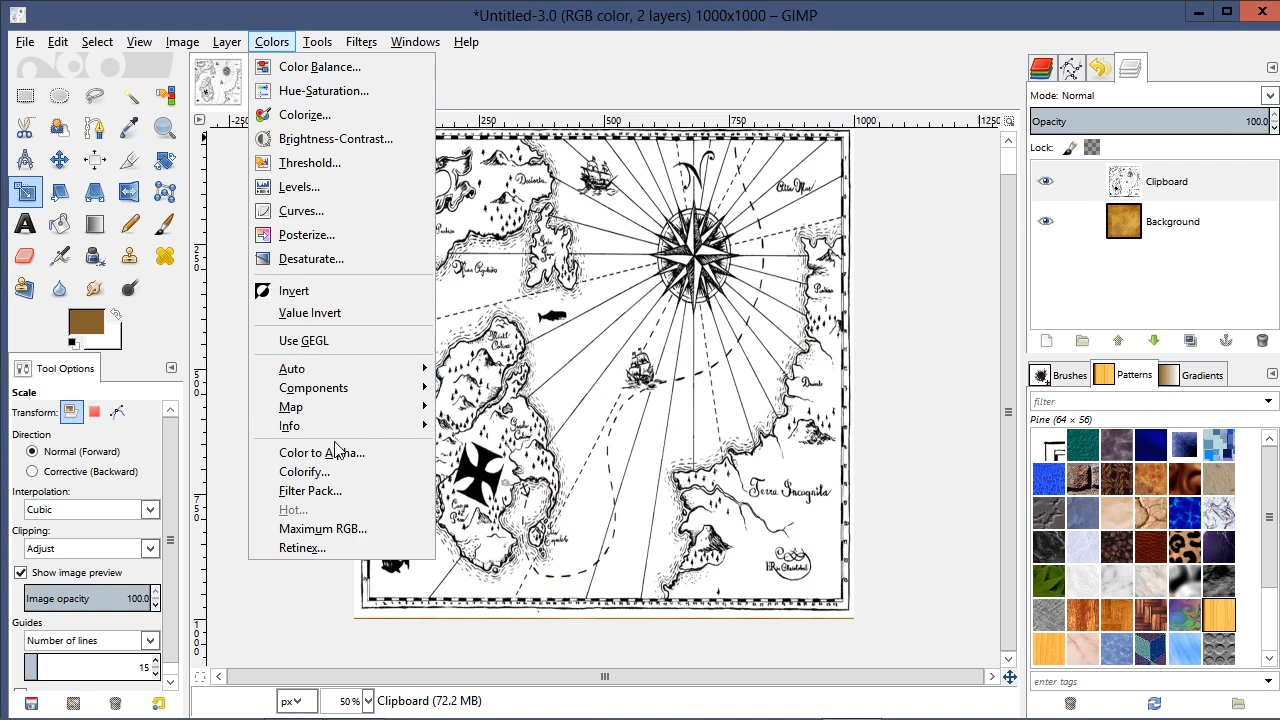 *Untitled-3.0 (RGB color, 2 layers) 1000x1000 – GIMP
File Edit Select View Image Layer Colors Tools Filters Windows Help
Color Balance...
Hue-Saturation...
Colorize...
Brightness-Contrast...
Threshold...
Levels...
Curves...
Posterize...
Desaturate...
Invert
Value Invert
Use GEGL
Auto
Components
Map
Info
Color to Alpha...
Colorify...
Filter Pack...
Hot...
Maximum RGB...
Retinex...
Tool Options
Scale
Transform:
Direction
Normal (Forward)
Corrective (Backward)
Interpolation:
Cubic
Clipping:
Adjust
Show image preview
Image opacity 100.0
Guides
Number of lines
15
-250 250 500 750 1000 1250
250
500
750
1000
Terra Incognita
px 50 % Clipboard (72.2 MB)
Mode: Normal
Opacity 100.0
Lock:
Clipboard
Background
Brushes Patterns Gradients
filter
Pine (64 × 56)
enter tags